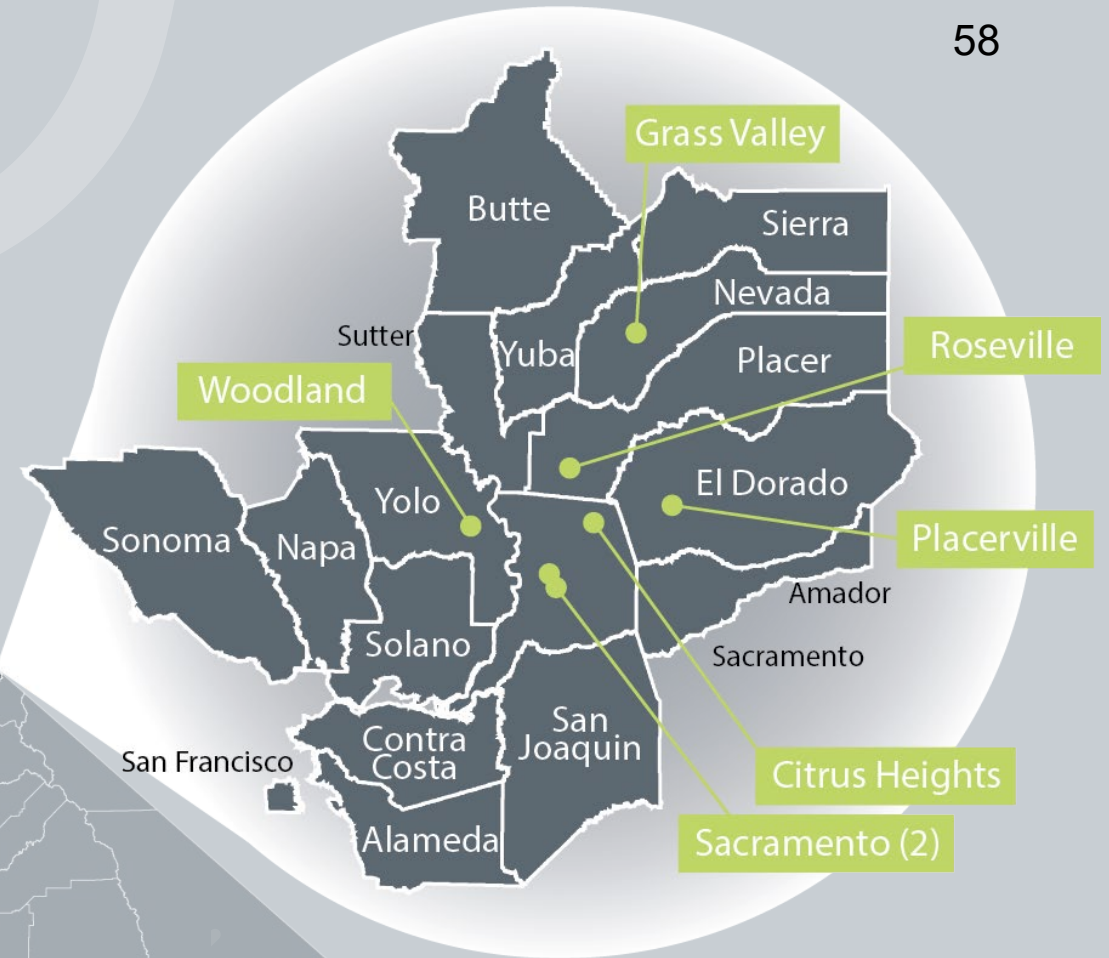 58
Grass Valley
Butte
Sierra
Nevada
Sutter
Yuba
Placer
Roseville
Woodland
El Dorado
Yolo
Sonoma
Napa
Placerville
Amador
Solano
Sacramento
San
Joaquin
Contra
Costa
San Francisco
Citrus Heights
Alameda
Sacramento (2)